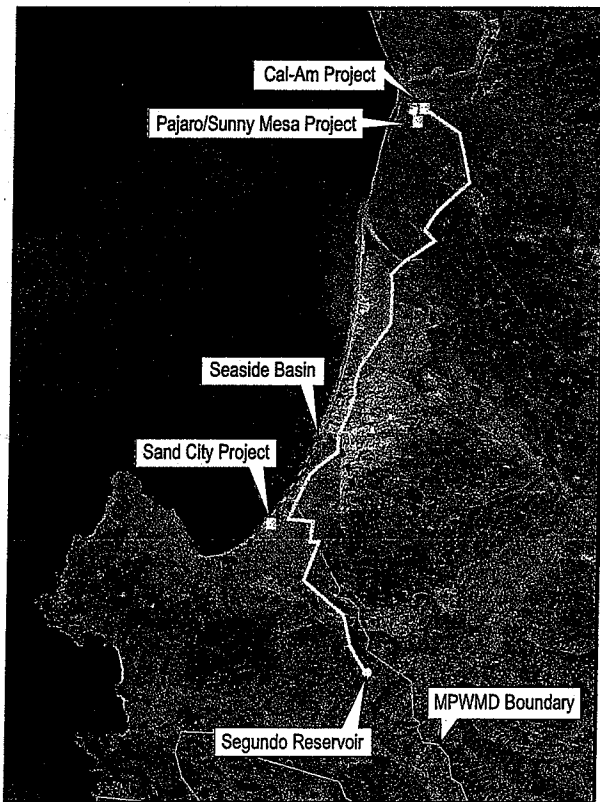 Cal-Am Project
Pajaro/Sunny Mesa Project
Seaside Basin
Sand City Project
MPWMD Boundary
Segundo Reservoir